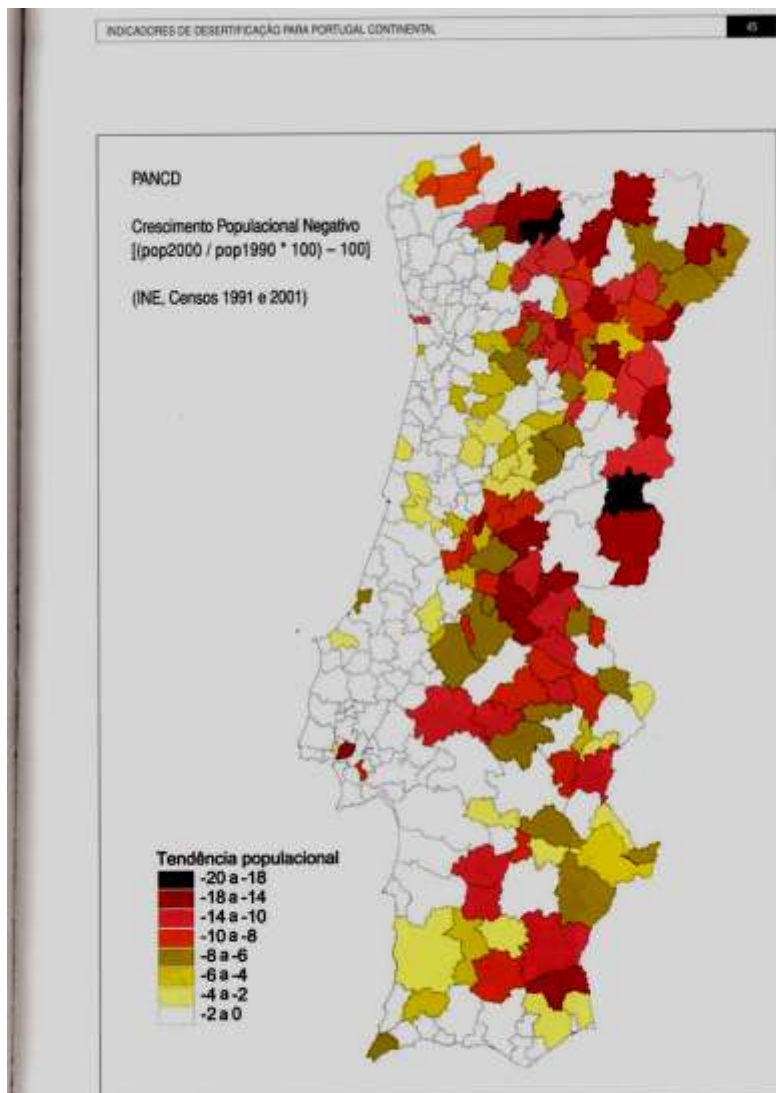 INDICADORES DE DESERTIFICAÇÃO PARA PORTUGAL CONTINENTAL
45
PANCD
Crescimento Populacional Negativo
[(pop2000 / pop1990 * 100) – 100]
(INE, Censos 1991 e 2001)
Tendência populacional
-20 a -18
-18 a -14
-14 a -10
-10 a -8
-8 a -6
-6 a -4
-4 a -2
-2 a 0